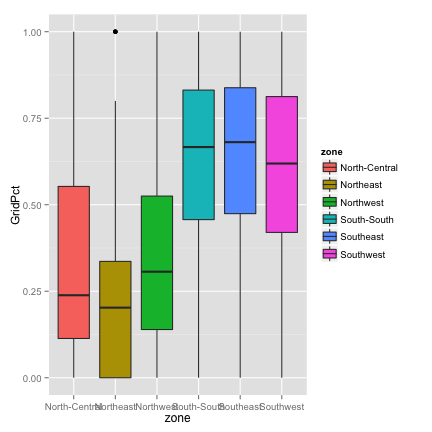 1.00
0.75
0.50
0.25
0.00
GridPct
North-Central Northeast Northwest South-South Southeast Southwest
zone
zone
North-Central
Northeast
Northwest
South-South
Southeast
Southwest